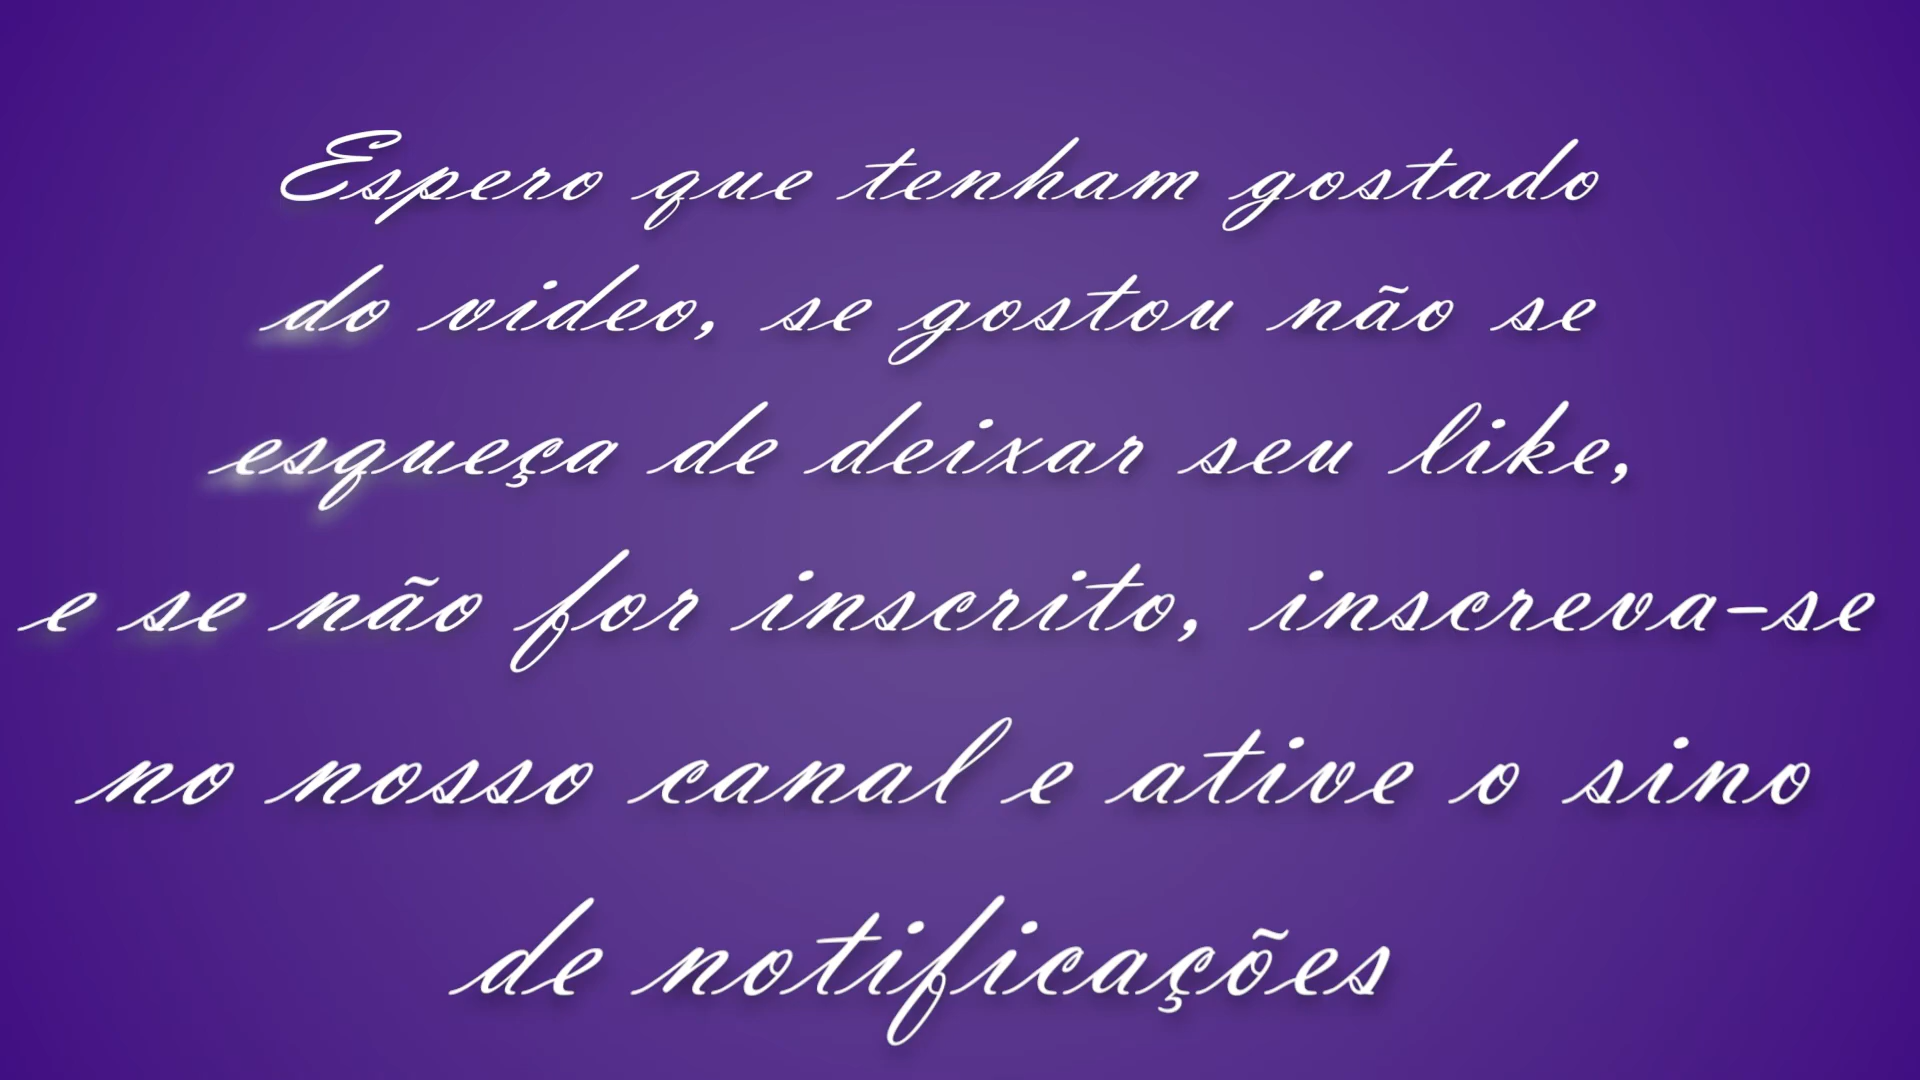 Espero que tenham gostado
do video, se gostou não se
esqueça de deixar seu like,
e se não for inscrito, inscreva-se
no nosso canal e ative o sino
de notificações